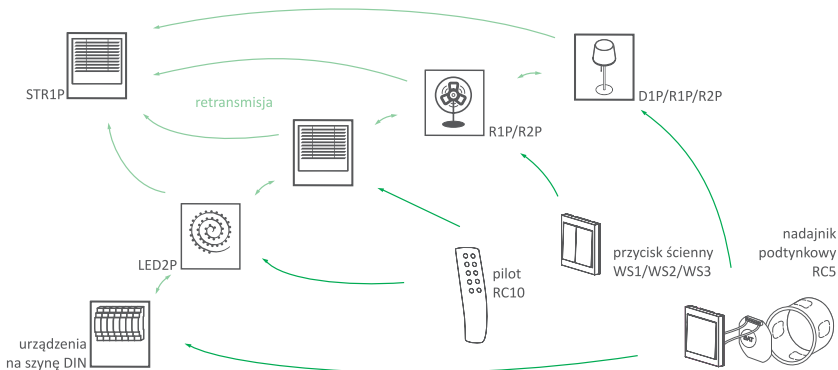 STR1P
retransmisja
D1P/R1P/R2P
R1P/R2P
LED2P
pilot
RC10
przycisk ścienny
WS1/WS2/WS3
nadajnik
podtynkowy
RC5
urządzenia
na szynę DIN
BAT